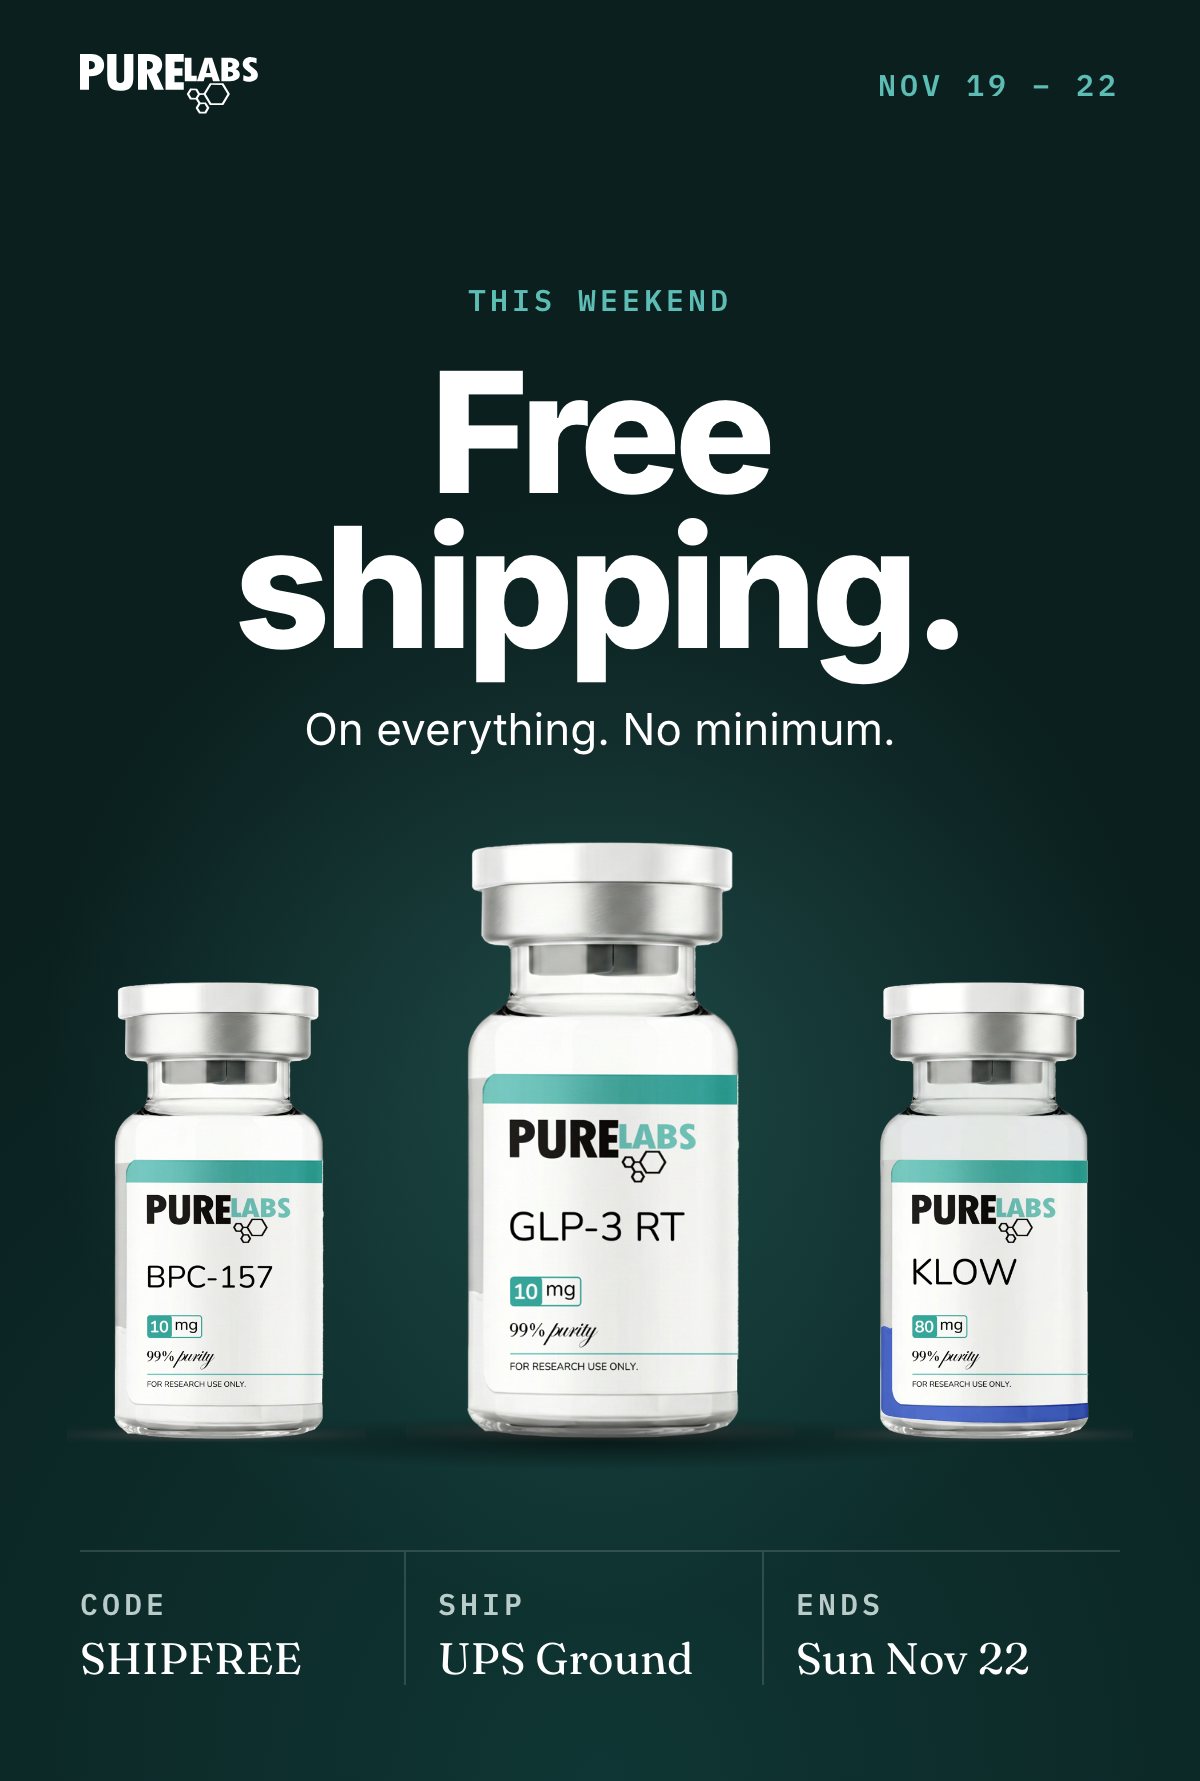 PURELABS
NOV 19 – 22
THIS WEEKEND
Free
shipping.
On everything. No minimum.
PURELABS
BPC-157
10 mg
99% purity
FOR RESEARCH USE ONLY.
PURELABS
GLP-3 RT
10 mg
99% purity
FOR RESEARCH USE ONLY.
PURELABS
KLOW
80 mg
99% purity
FOR RESEARCH USE ONLY.
CODE
SHIPFREE
SHIP
UPS Ground
ENDS
Sun Nov 22